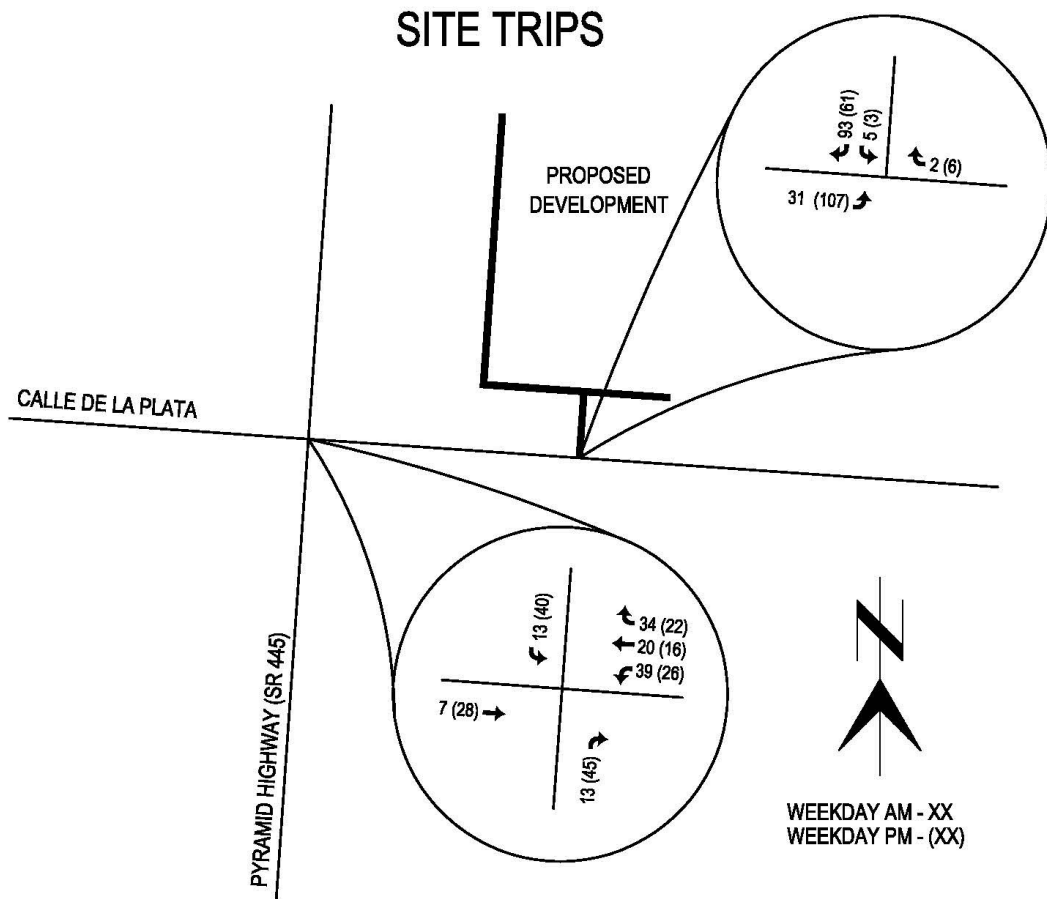 SITE TRIPS
93 (61)
5 (3)
2 (6)
31 (107)
PROPOSED
DEVELOPMENT
CALLE DE LA PLATA
PYRAMID HIGHWAY (SR 445)
13 (40)
34 (22)
20 (16)
39 (26)
7 (28)
13 (45)
N
WEEKDAY AM - XX
WEEKDAY PM - (XX)